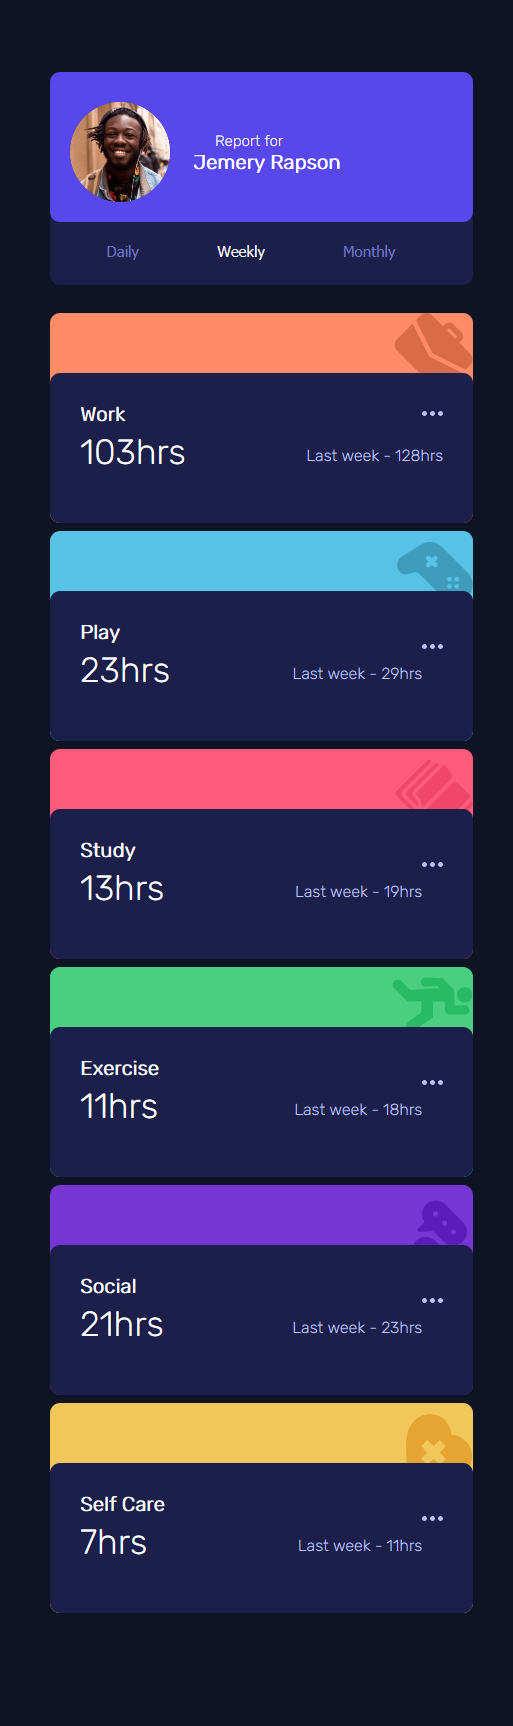 Report for
Jemery Rapson
Daily Weekly Monthly
Work
103hrs
Last week - 128hrs
Play
23hrs
Last week - 29hrs
Study
13hrs
Last week - 19hrs
Exercise
11hrs
Last week - 18hrs
Social
21hrs
Last week - 23hrs
Self Care
7hrs
Last week - 11hrs